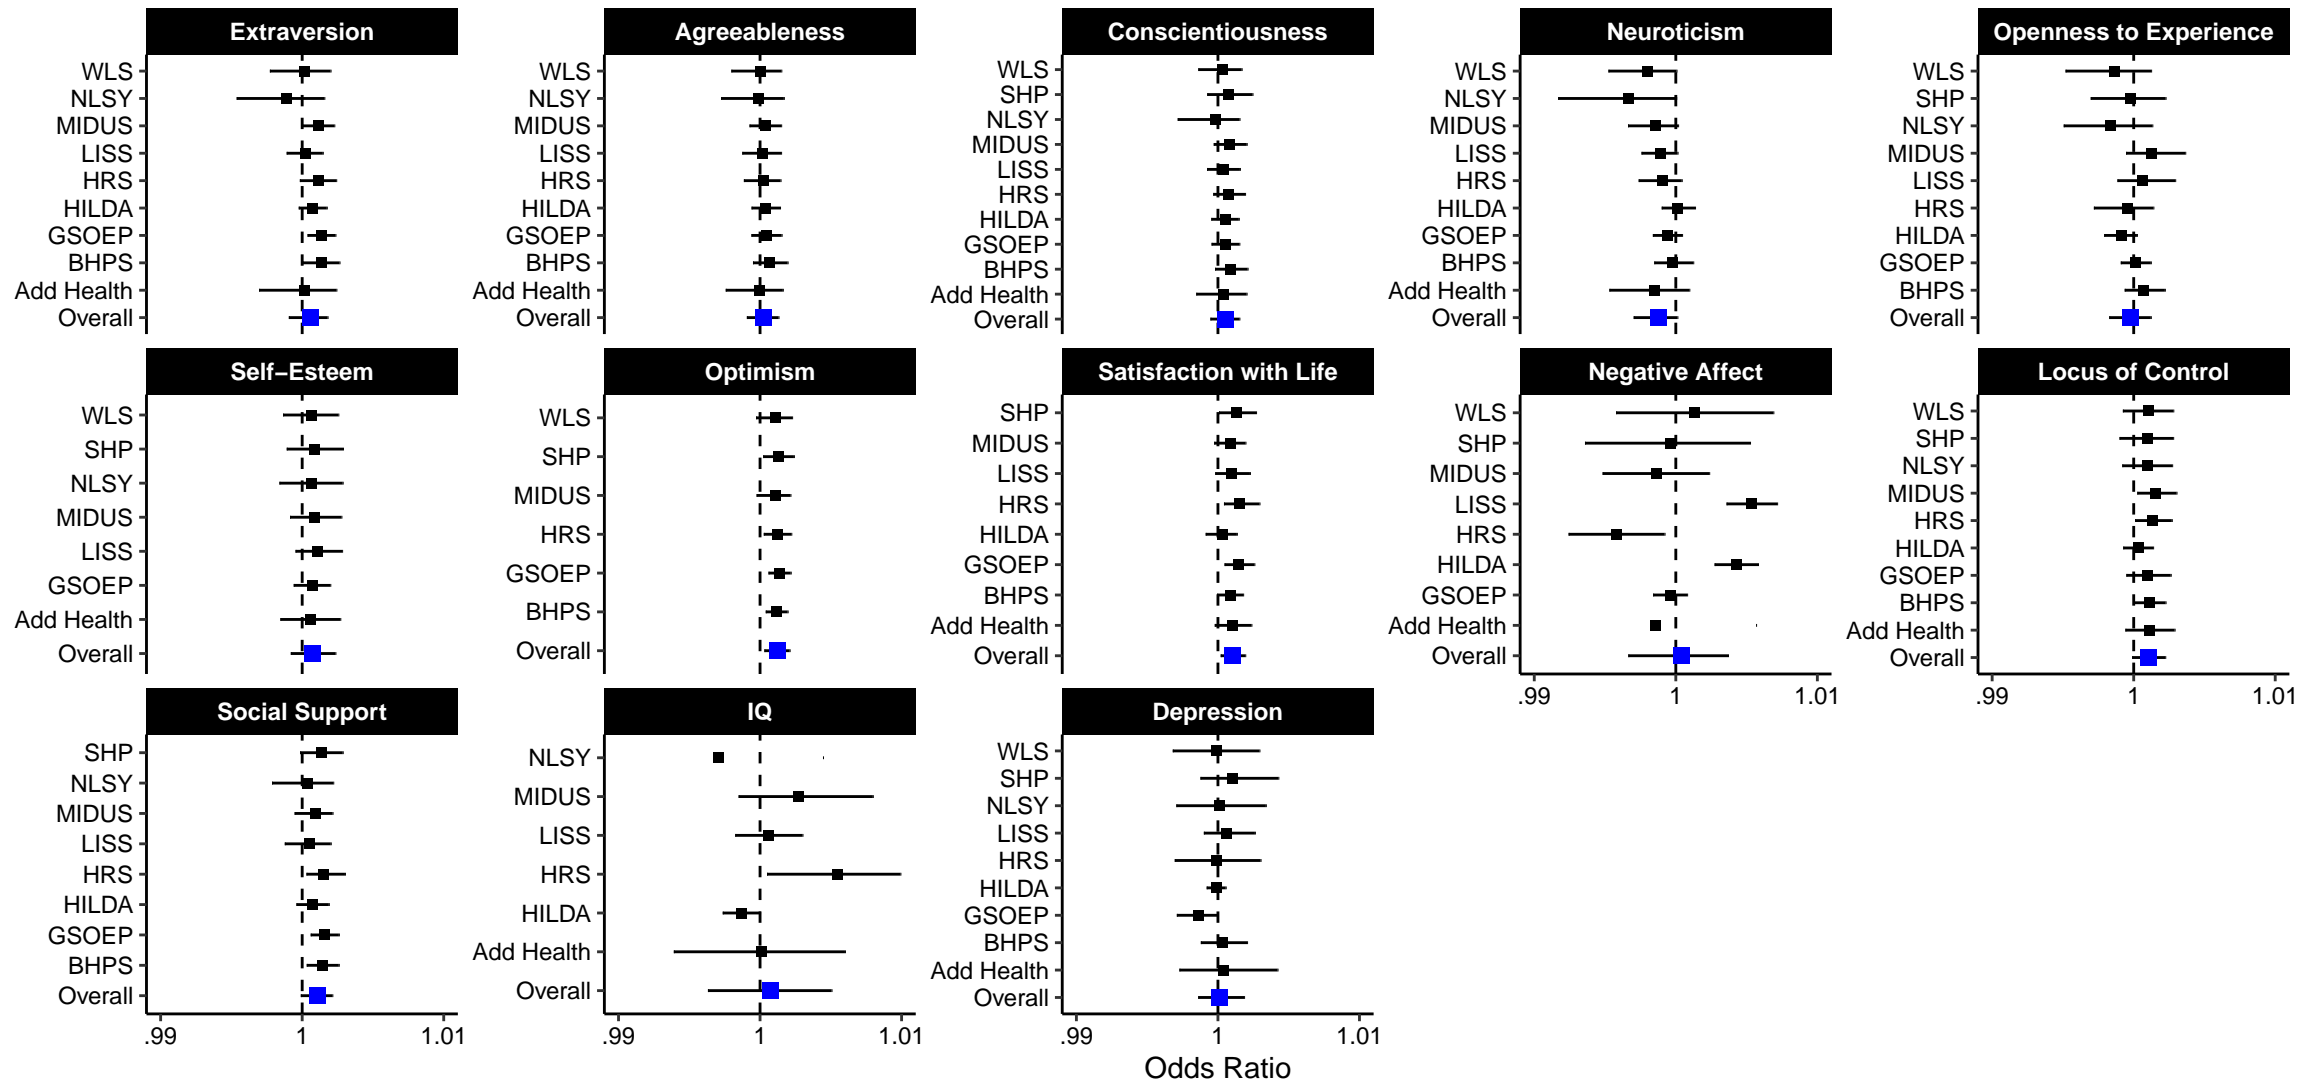 Extraversion
WLS
NLSY
MIDUS
LISS
HRS
HILDA
GSOEP
BHPS
Add Health
Overall
Agreeableness
WLS
NLSY
MIDUS
LISS
HRS
HILDA
GSOEP
BHPS
Add Health
Overall
Conscientiousness
WLS
SHP
NLSY
MIDUS
LISS
HRS
HILDA
GSOEP
BHPS
Add Health
Overall
Neuroticism
WLS
NLSY
MIDUS
LISS
HRS
HILDA
GSOEP
BHPS
Add Health
Overall
Openness to Experience
WLS
SHP
NLSY
MIDUS
LISS
HRS
HILDA
GSOEP
BHPS
Overall
Self−Esteem
WLS
SHP
NLSY
MIDUS
LISS
GSOEP
Add Health
Overall
Optimism
WLS
SHP
MIDUS
HRS
GSOEP
BHPS
Overall
Satisfaction with Life
SHP
MIDUS
LISS
HRS
HILDA
GSOEP
BHPS
Add Health
Overall
Negative Affect
WLS
SHP
MIDUS
LISS
HRS
HILDA
GSOEP
Add Health
Overall
.99 1 1.01
Locus of Control
WLS
SHP
NLSY
MIDUS
HRS
HILDA
GSOEP
BHPS
Add Health
Overall
.99 1 1.01
Social Support
SHP
NLSY
MIDUS
LISS
HRS
HILDA
GSOEP
BHPS
Overall
.99 1 1.01
IQ
NLSY
MIDUS
LISS
HRS
HILDA
Add Health
Overall
.99 1 1.01
Depression
WLS
SHP
NLSY
LISS
HRS
HILDA
GSOEP
BHPS
Add Health
Overall
.99 1 1.01
Odds Ratio